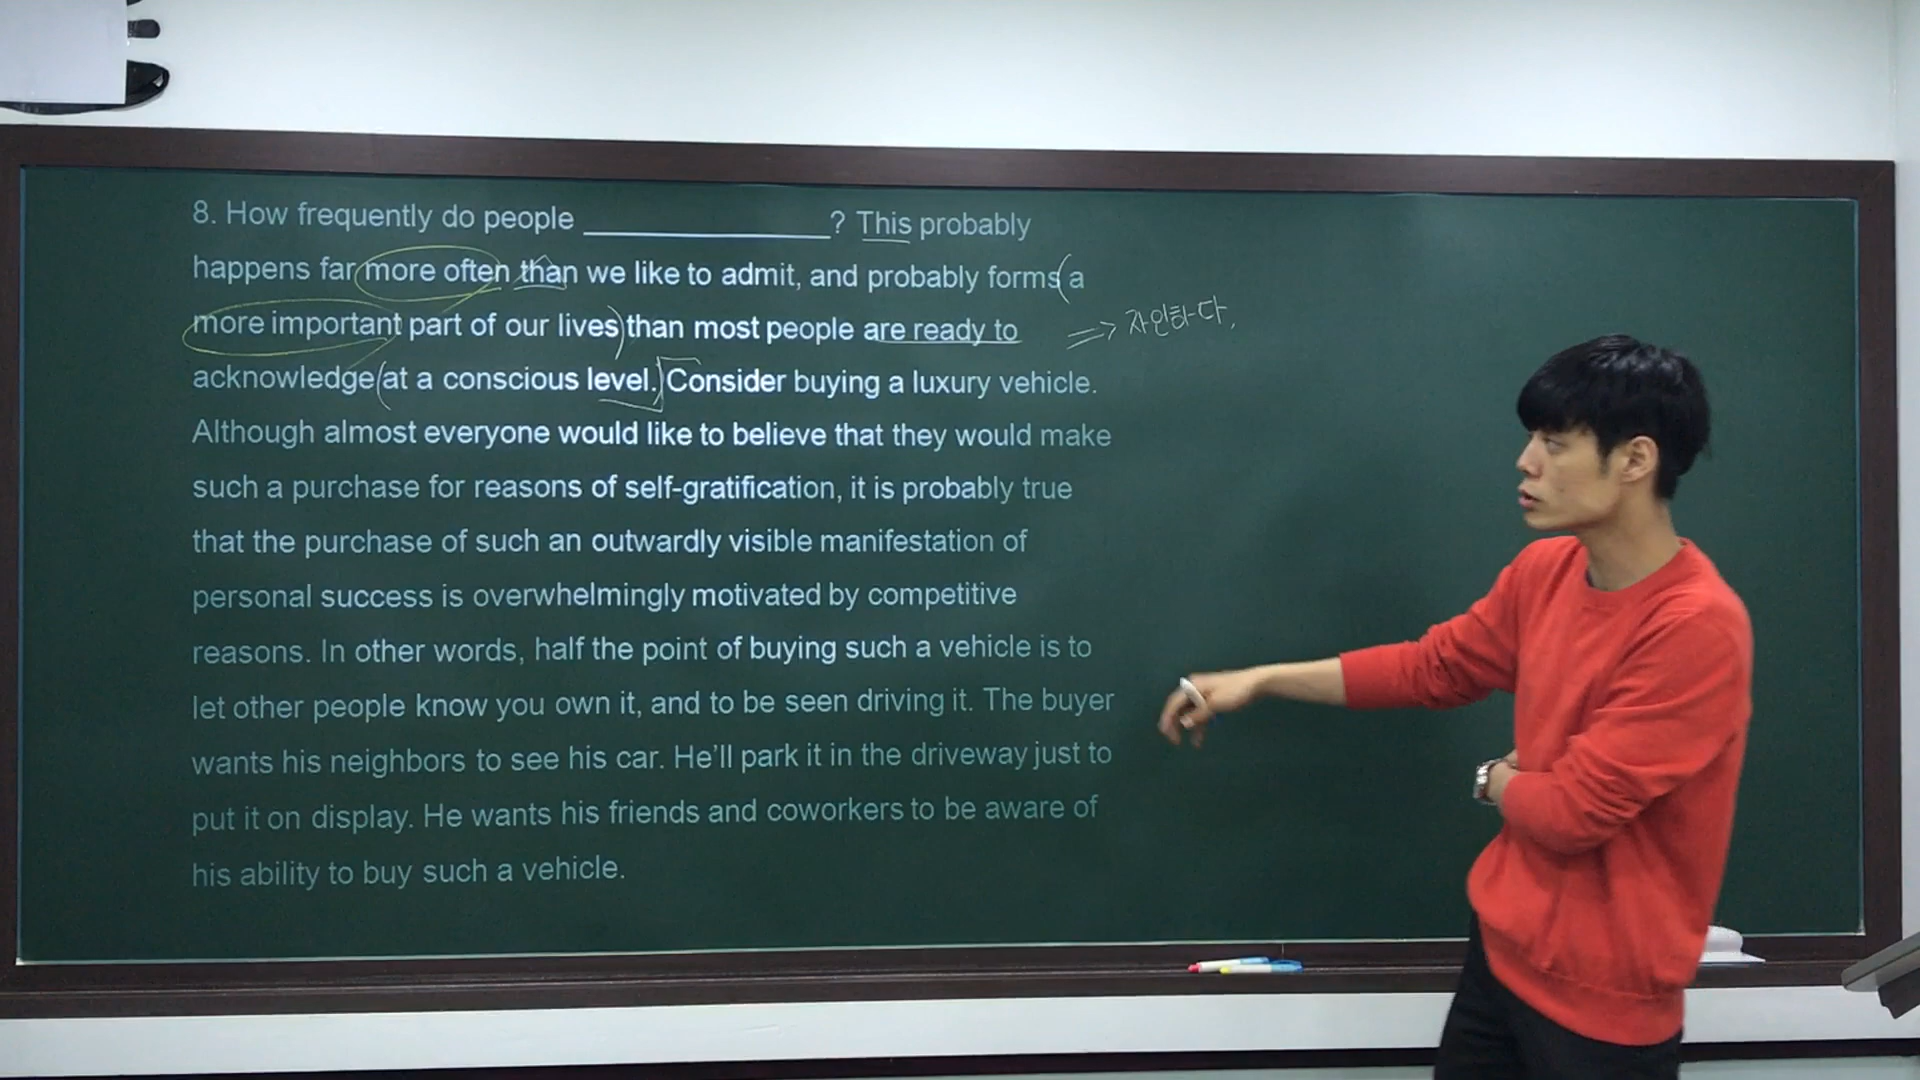 8. How frequently do people ________________? This probably
happens far more often than we like to admit, and probably forms (a
more important part of our lives) than most people are ready to => 자인하다,
acknowledge (at a conscious level.) Consider buying a luxury vehicle.
Although almost everyone would like to believe that they would make
such a purchase for reasons of self-gratification, it is probably true
that the purchase of such an outwardly visible manifestation of
personal success is overwhelmingly motivated by competitive
reasons. In other words, half the point of buying such a vehicle is to
let other people know you own it, and to be seen driving it. The buyer
wants his neighbors to see his car. He’ll park it in the driveway just to
put it on display. He wants his friends and coworkers to be aware of
his ability to buy such a vehicle.